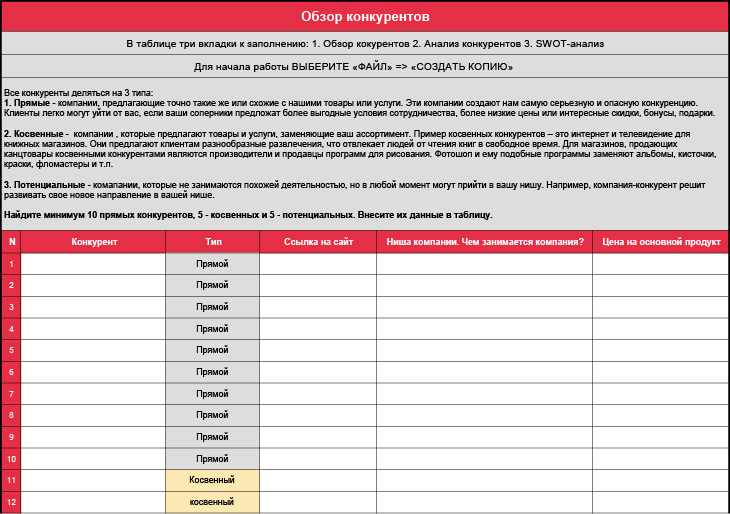 Обзор конкурентов
В таблице три вкладки к заполнению: 1. Обзор кокурентов 2. Анализ конкурентов 3. SWOT-анализ
Для начала работы ВЫБЕРИТЕ «ФАЙЛ» => «СОЗДАТЬ КОПИЮ»
Все конкуренты деляться на 3 типа:
1. Прямые - компании, предлагающие точно такие же или схожие с нашими товары или услуги. Эти компании создают нам самую серьезную и опасную конкуренцию.
Клиенты легко могут уйти от вас, если ваши соперники предложат более выгодные условия сотрудничества, более низкие цены или интересные скидки, бонусы, подарки.
2. Косвенные - компании , которые предлагают товары и услуги, заменяющие ваш ассортимент. Пример косвенных конкурентов – это интернет и телевидение для
книжных магазинов. Они предлагают клиентам разнообразные развлечения, что отвлекает людей от чтения книг в свободное время. Для магазинов, продающих
канцтовары косвенными конкурентами являются производители и продавцы программ для рисования. Фотошоп и ему подобные программы заменяют альбомы, кисточки,
краски, фломастеры и т.п.
3. Потенциальные - комапании, которые не занимаются похожей деятельностью, но в любой момент могут прийти в вашу нишу. Например, компания-конкурент решит
развивать свое новое направление в вашей нише.
Найдите минимум 10 прямых конкурентов, 5 - косвенных и 5 - потенциальных. Внесите их данные в таблицу.
N Конкурент Тип Ссылка на сайт Ниша компании. Чем занимается компания? Цена на основной продукт
1 Прямой
2 Прямой
3 Прямой
4 Прямой
5 Прямой
6 Прямой
7 Прямой
8 Прямой
9 Прямой
10 Прямой
11 Косвенный
12 косвенный